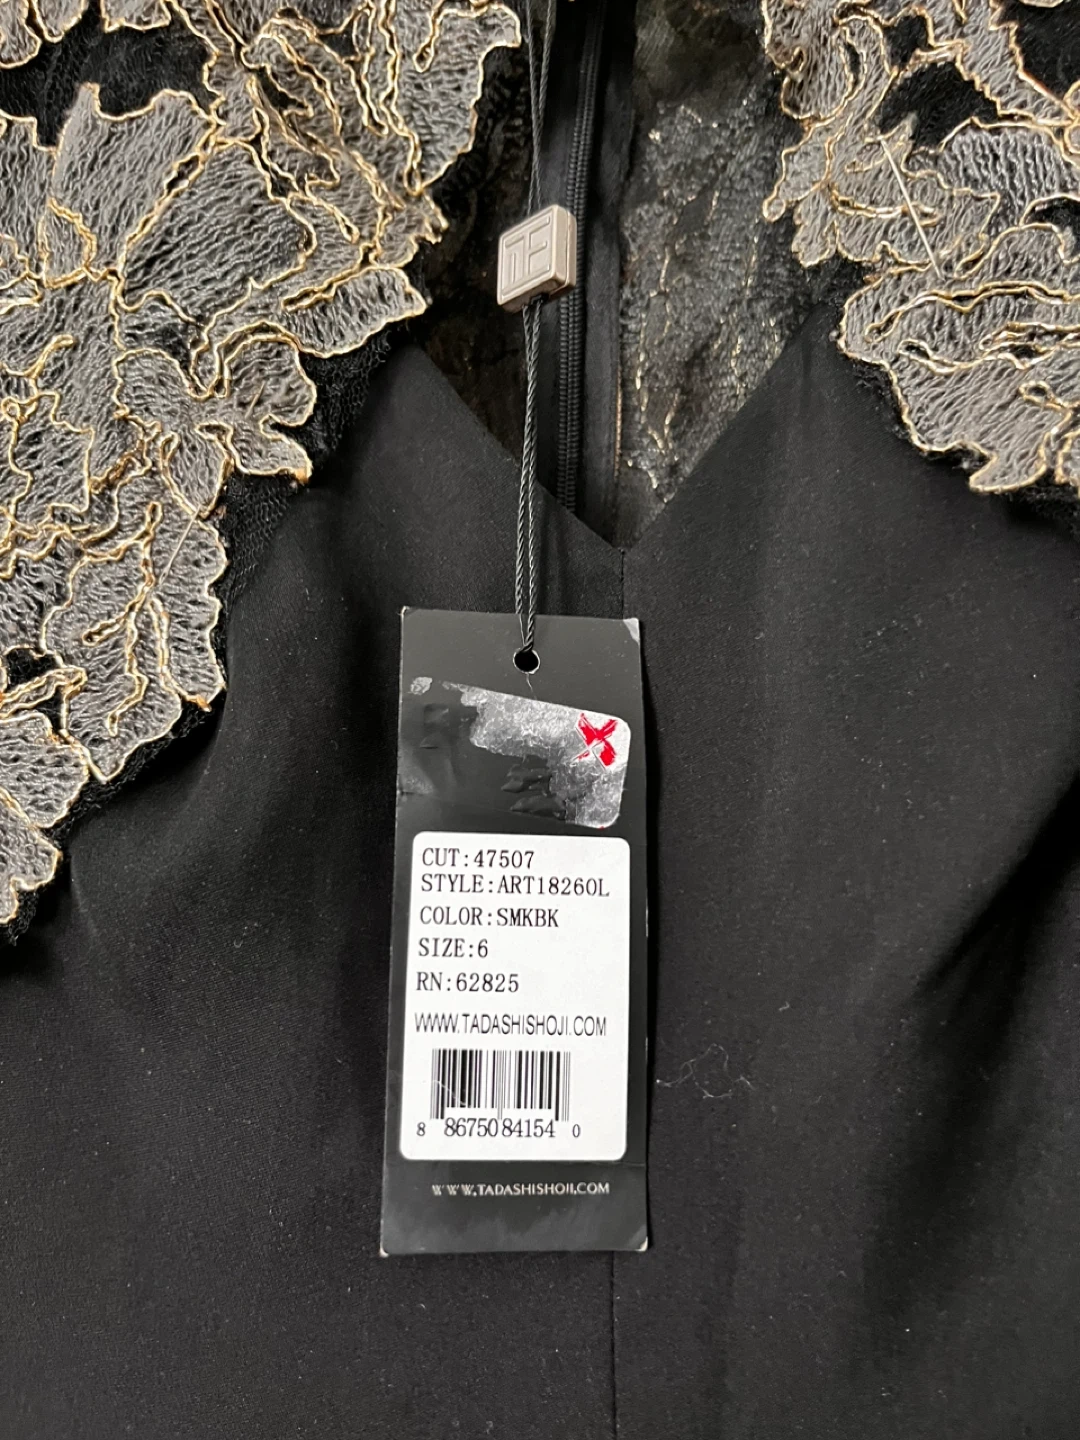 CUT:47507
STYLE:ART18260L
COLOR:SMKBK
SIZE:6
RN:62825
WWW.TADASHISHOJI.COM
8 86750 84154 0
WWW.TADASHISHOJI.COM